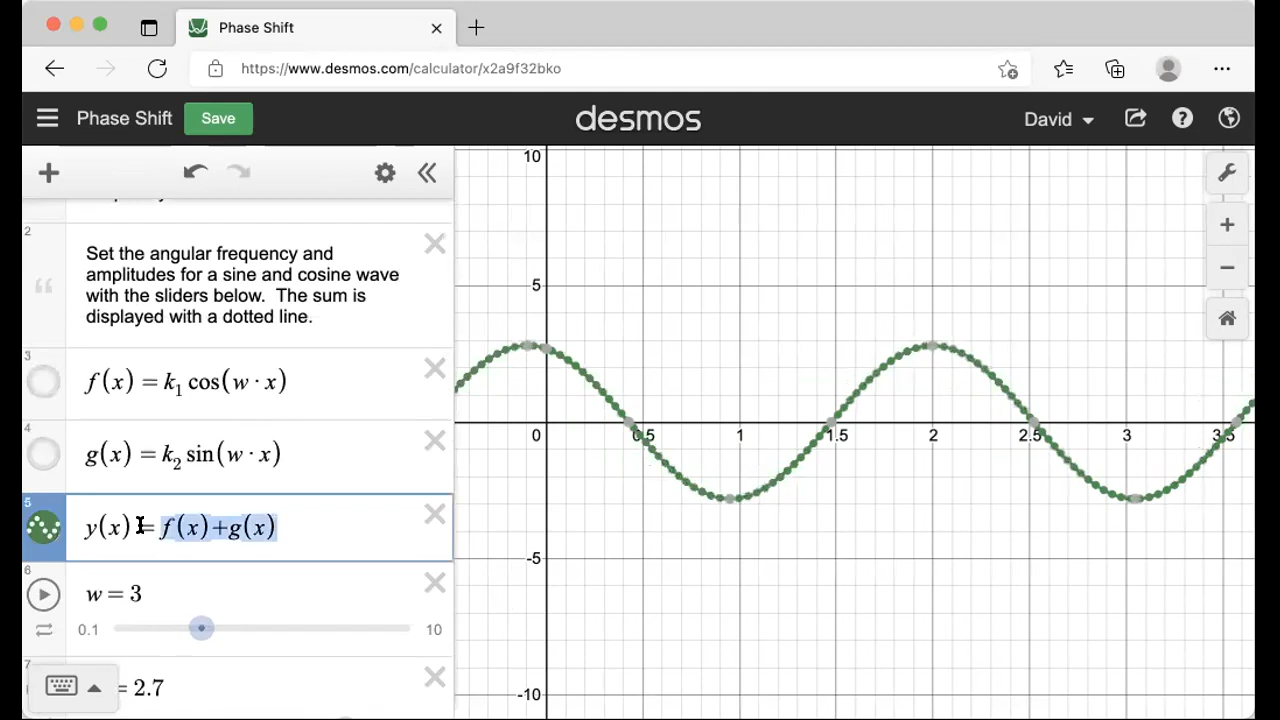 Phase Shift
https://www.desmos.com/calculator/x2a9f32bko
Phase Shift
Save
desmos
David
2
Set the angular frequency and
amplitudes for a sine and cosine wave
with the sliders below. The sum is
displayed with a dotted line.
3
f(x) = k₁ cos(w · x)
4
g(x) = k₂ sin(w · x)
5
y(x) = f(x)+g(x)
6
w = 3
0.1 10
7
= 2.7
10
5
0 0.5 1 1.5 2 2.5 3 3.5
-5
-10